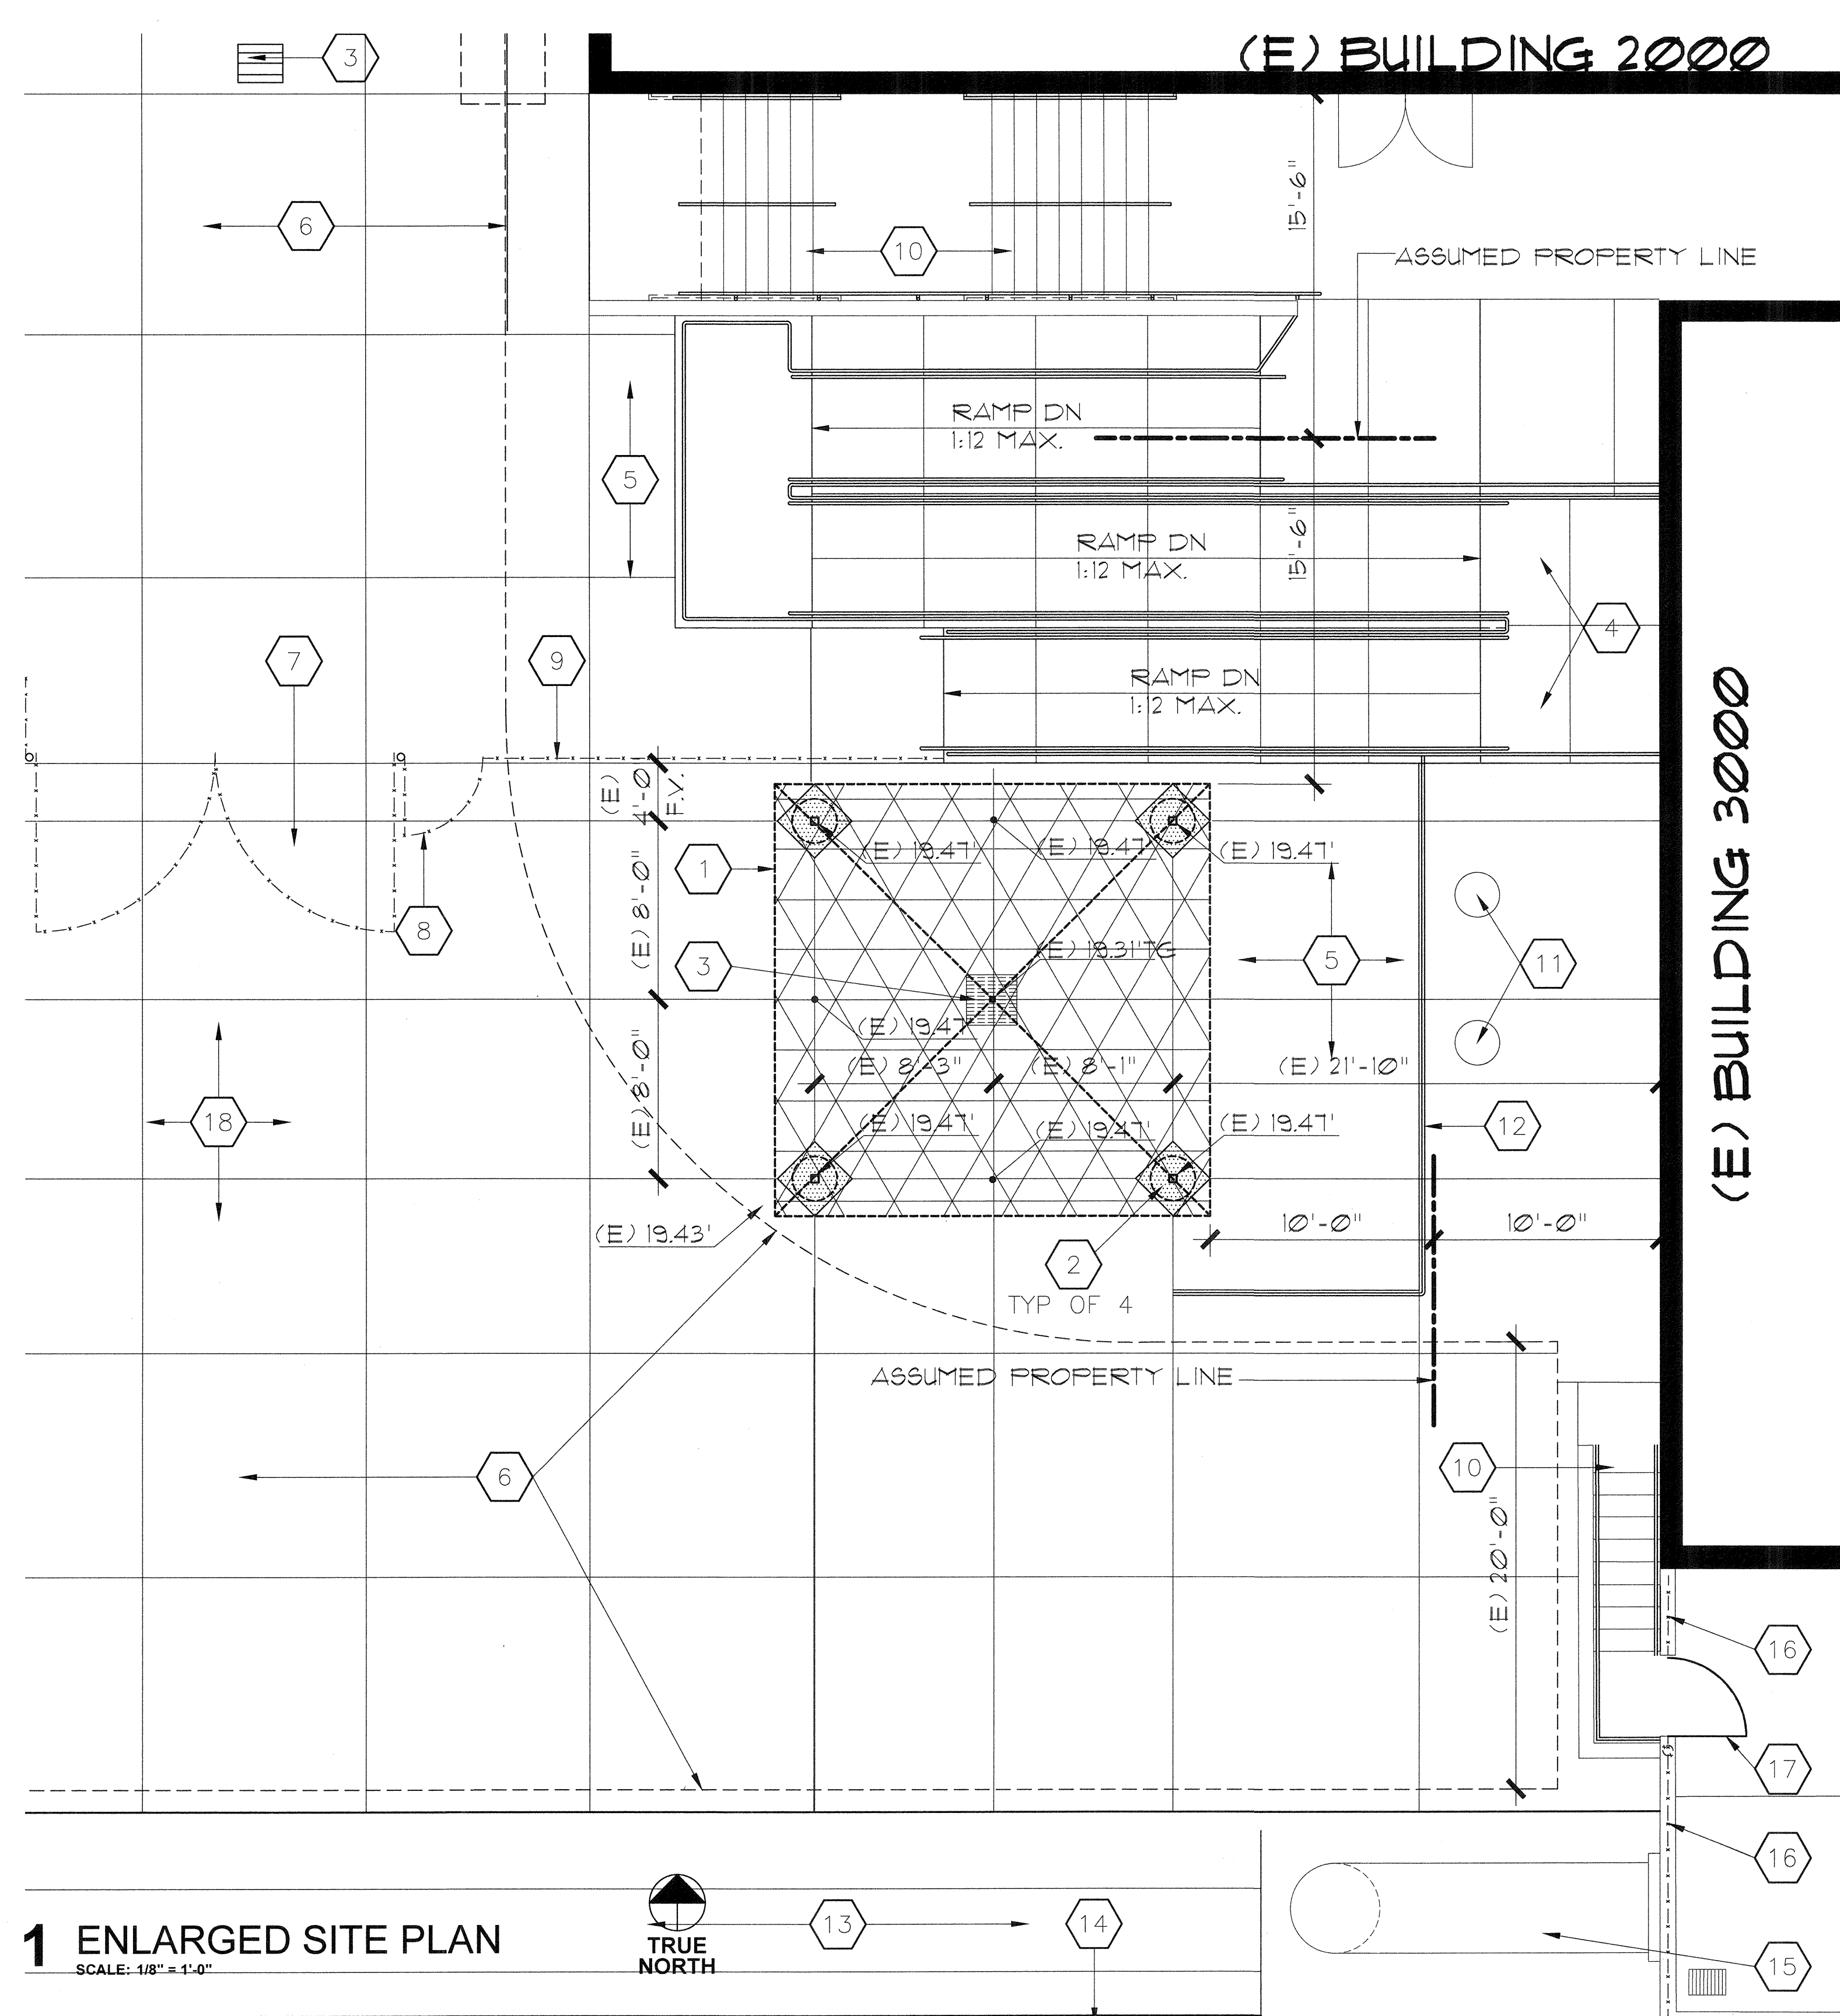 (E) BUILDING 2000
3
6
15'-6"
10
ASSUMED PROPERTY LINE
RAMP DN
1:12 MAX.
5
15'-6"
RAMP DN
1:12 MAX.
4
7
9
RAMP DN
1:12 MAX.
(E) BUILDING 3000
(E)
4'-0"
F.V.
(E) 8'-0"
1
(E) 19.47'
(E) 19.47'
(E) 19.47'
8
3
(E) 19.31'TG
5
11
(E) 19.47'
(E) 8'-3"
(E) 8'-1"
(E) 21'-10"
(E) 8'-0"
18
(E) 19.47'
(E) 19.47'
(E) 19.47'
12
(E) 19.43'
10'-0"
10'-0"
2
TYP OF 4
ASSUMED PROPERTY LINE
6
10
(E) 20'-0"
16
17
16
13
14
15
1 ENLARGED SITE PLAN
SCALE: 1/8" = 1'-0"
TRUE
NORTH